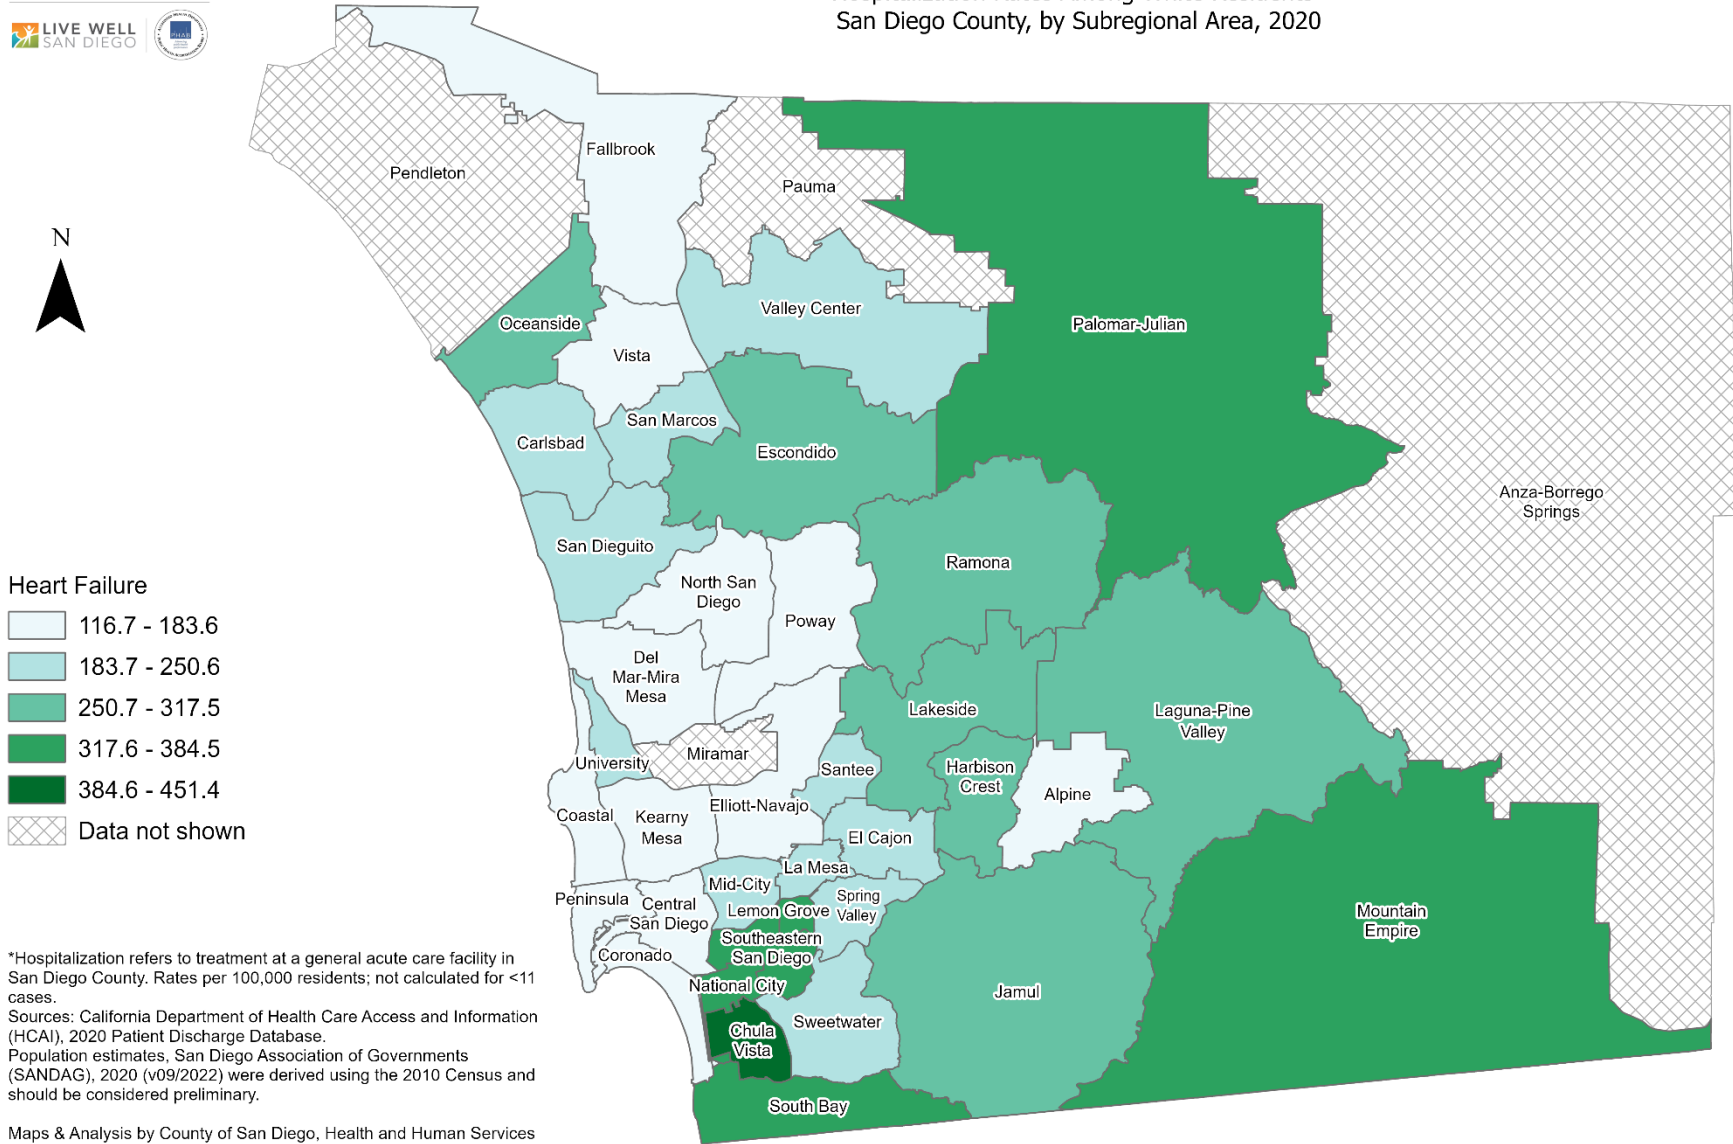 LIVE WELL
SAN DIEGO
PHAB
San Diego County, by Subregional Area, 2020
N
Pendleton
Fallbrook
Pauma
Oceanside
Vista
Valley Center
Palomar-Julian
San Marcos
Carlsbad
Escondido
Anza-Borrego
Springs
San Dieguito
North San
Diego
Poway
Ramona
Del
Mar-Mira
Mesa
Lakeside
Laguna-Pine
Valley
Miramar
University
Santee
Harbison
Crest
Alpine
Coastal
Kearny
Mesa
Elliott-Navajo
El Cajon
La Mesa
Mid-City
Peninsula
Central
San Diego
Spring
Valley
Lemon Grove
Southeastern
San Diego
Coronado
National City
Mountain
Empire
Jamul
Chula
Vista
Sweetwater
South Bay
Heart Failure
116.7 - 183.6
183.7 - 250.6
250.7 - 317.5
317.6 - 384.5
384.6 - 451.4
Data not shown
*Hospitalization refers to treatment at a general acute care facility in
San Diego County. Rates per 100,000 residents; not calculated for <11
cases.
Sources: California Department of Health Care Access and Information
(HCAI), 2020 Patient Discharge Database.
Population estimates, San Diego Association of Governments
(SANDAG), 2020 (v09/2022) were derived using the 2010 Census and
should be considered preliminary.
Maps & Analysis by County of San Diego, Health and Human Services